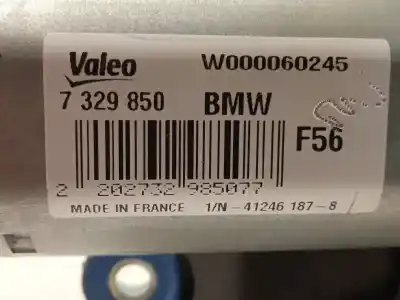 Valeo W000060245
7 329 850 BMW
F56
2 202732 985077
MADE IN FRANCE 1/N - 41246 187-8